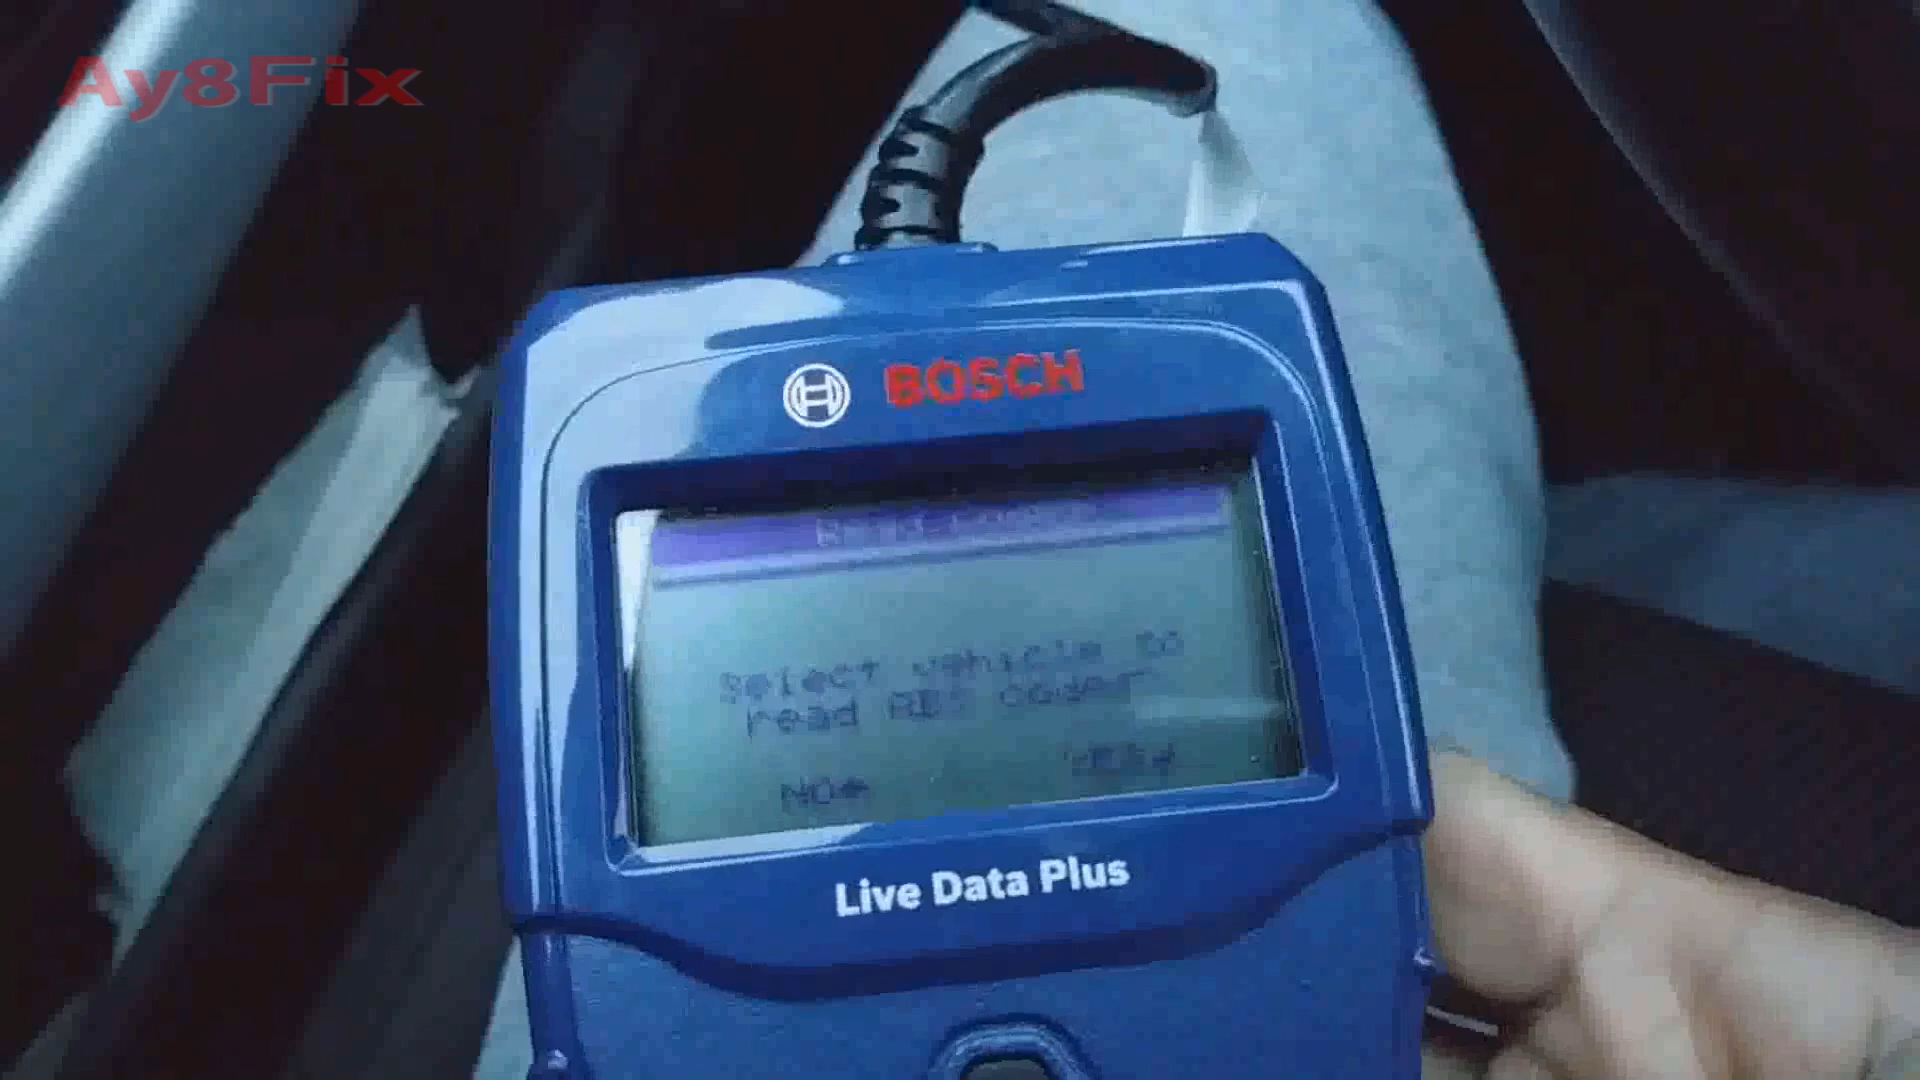 Ay8Fix
BOSCH
Select vehicle to
read ABS codes?
NO
YES
Live Data Plus